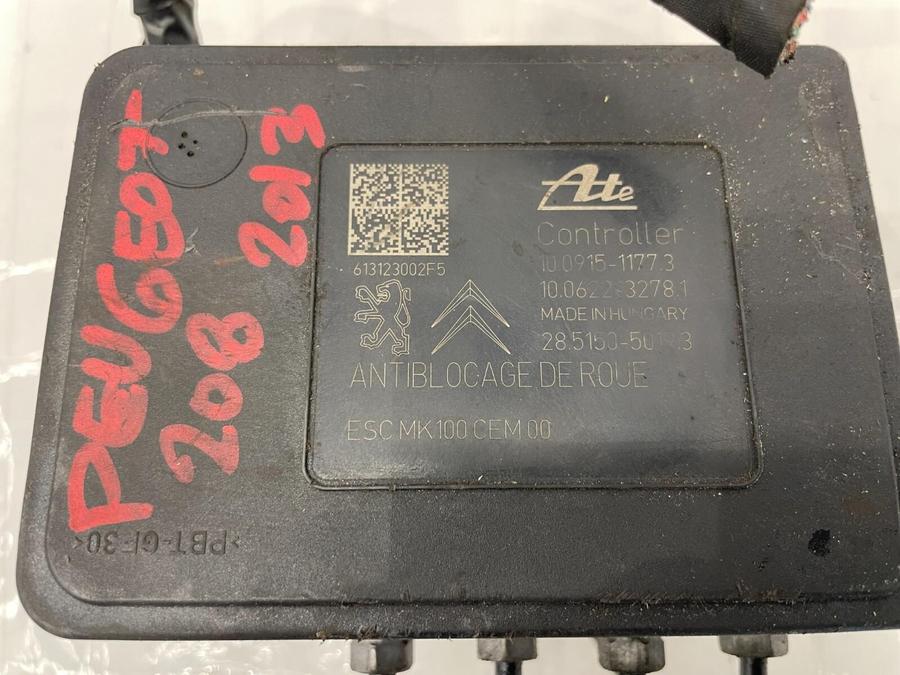 PEUGEOT
208 2013
Ate
Controller
613123002F5
10.0915-1177.3
MADE IN HUNGARY
ANTIBLOCAGE DE ROUE
ESC MK100 CEM 00
>PBT-GF30<